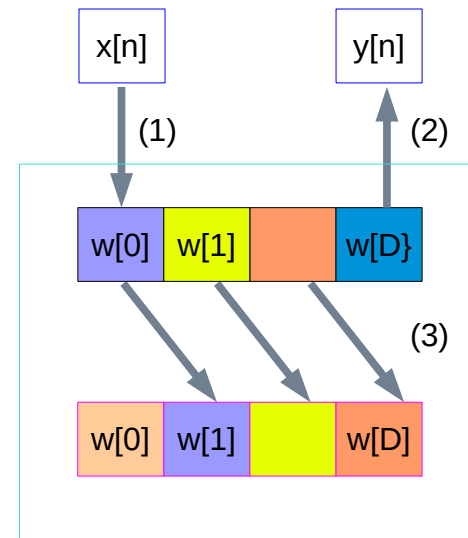 x[n] y[n]
(1) (2)
w[0] w[1] w[D}
(3)
w[0] w[1] w[D]